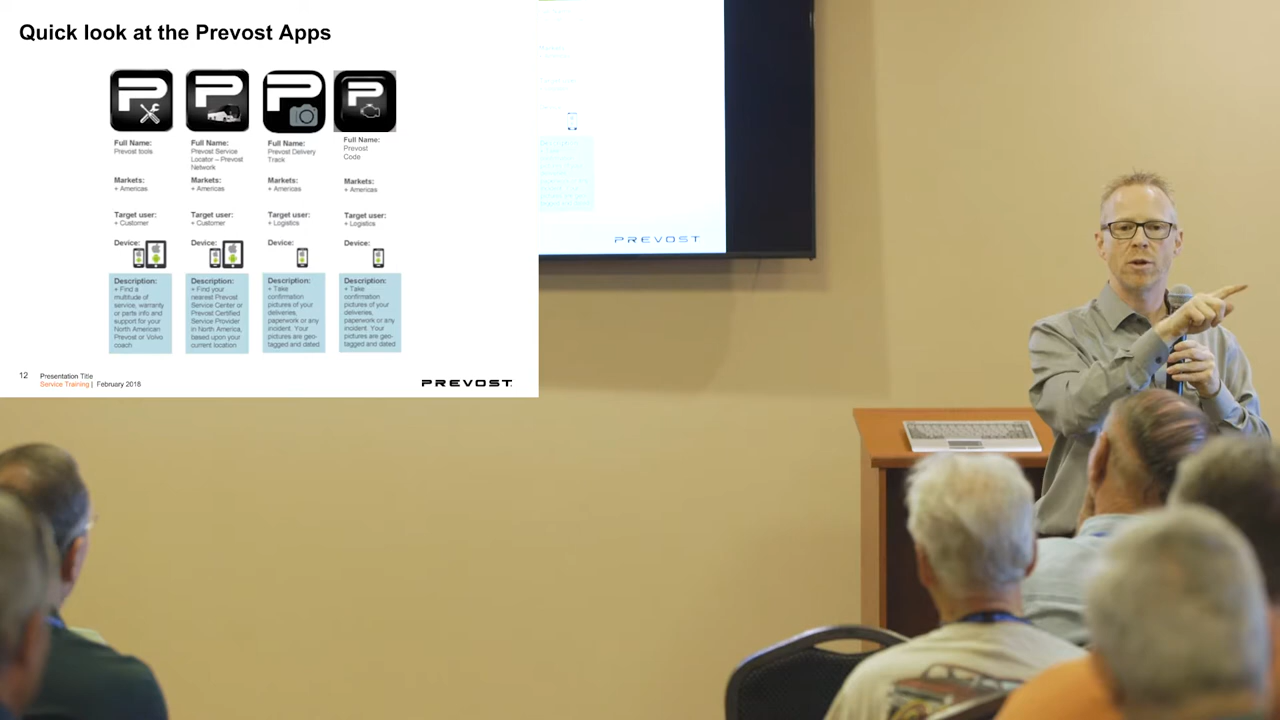 Quick look at the Prevost Apps
Full Name:
Prevost tools
Markets:
+ Americas
Target user:
+ Customer
Device:
Description:
+ Find a
multitude of
service, warranty
or parts info and
support for your
North American
Prevost or Volvo
coach
Full Name:
Prevost Service
Locator – Prevost
Network
Markets:
+ Americas
Target user:
+ Customer
Device:
Description:
+ Find your
nearest Prevost
Service Center or
Prevost Certified
Service Provider
in North America,
based upon your
current location
Full Name:
Prevost Delivery
Track
Markets:
+ Americas
Target user:
+ Logistics
Device:
Description:
+ Take
confirmation
pictures of your
deliveries,
paperwork or any
incident. Your
pictures are geo-
tagged and dated
Full Name:
Prevost
Code
Markets:
+ Americas
Target user:
+ Logistics
Device:
Description:
+ Take
confirmation
pictures of your
deliveries,
paperwork or any
incident. Your
pictures are geo-
tagged and dated
12 Presentation Title
Service Training | February 2018
PREVOST
PREVOST